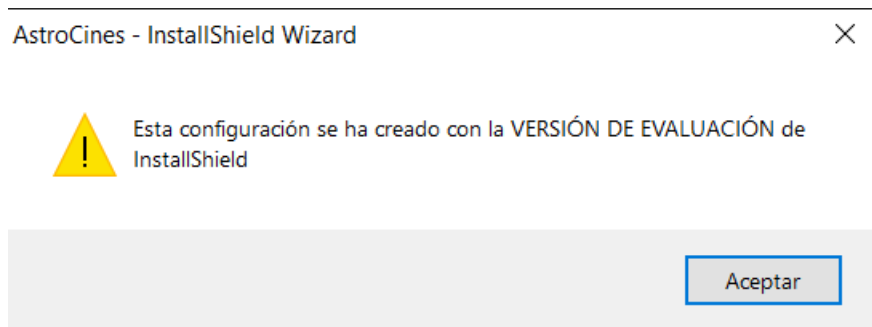 AstroCines - InstallShield Wizard
Esta configuración se ha creado con la VERSIÓN DE EVALUACIÓN de
InstallShield
Aceptar